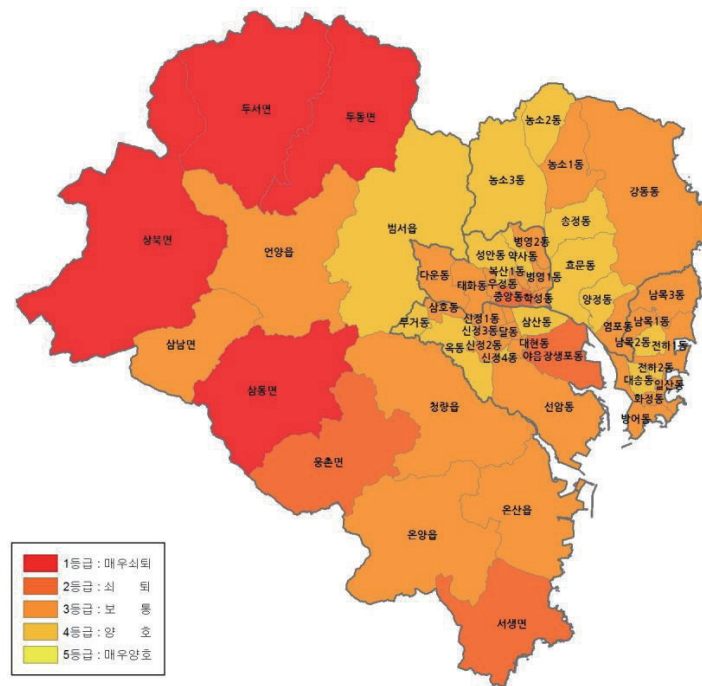 두서면
두동면
농소2동
농소1동
강동동
농소3동
상북면
언양읍
범서읍
송정동
병영2동
성안동 약사동
효문동
복산1동
우정동 병영1동
다운동
태화동
중앙동 학성동
양정동
남목3동
삼호동
무거동
신정1동
삼산동
염포동 남목1동
신정3동 달동
남목2동 전하1동
옥동 신정2동
대현동
삼남면
신정4동
야음장생포동
전하2동
대송동 일산동
삼동면
청량읍
선암동
화정동
방어동
웅촌면
온산읍
온양읍
서생면
1등급 : 매우쇠퇴
2등급 : 쇠 퇴
3등급 : 보 통
4등급 : 양 호
5등급 : 매우양호